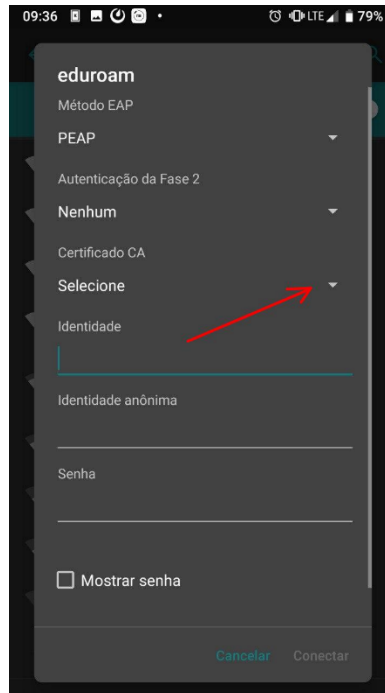 09:36 LTE 79%
eduroam
Método EAP
PEAP
Autenticação da Fase 2
Nenhum
Certificado CA
Selecione
Identidade
Identidade anônima
Senha
Mostrar senha
Cancelar Conectar